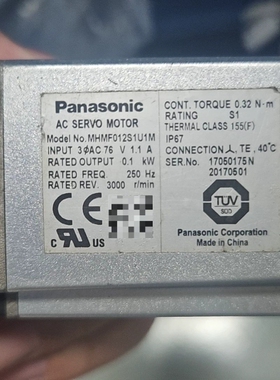 Panasonic
AC SERVO MOTOR
Model No. MHMF012S1U1M
INPUT 3ϕAC 76 V 1.1 A
RATED OUTPUT 0.1 kW
RATED FREQ. 250 Hz
RATED REV. 3000 r/min
CONT. TORQUE 0.32 N·m
RATING S1
THERMAL CLASS 155(F)
IP67
CONNECTION ⅄, TE, 40℃
SER.No. 17050175N
20170501
CE
c UR US
TÜV
SÜD
Panasonic Corporation
Made in China